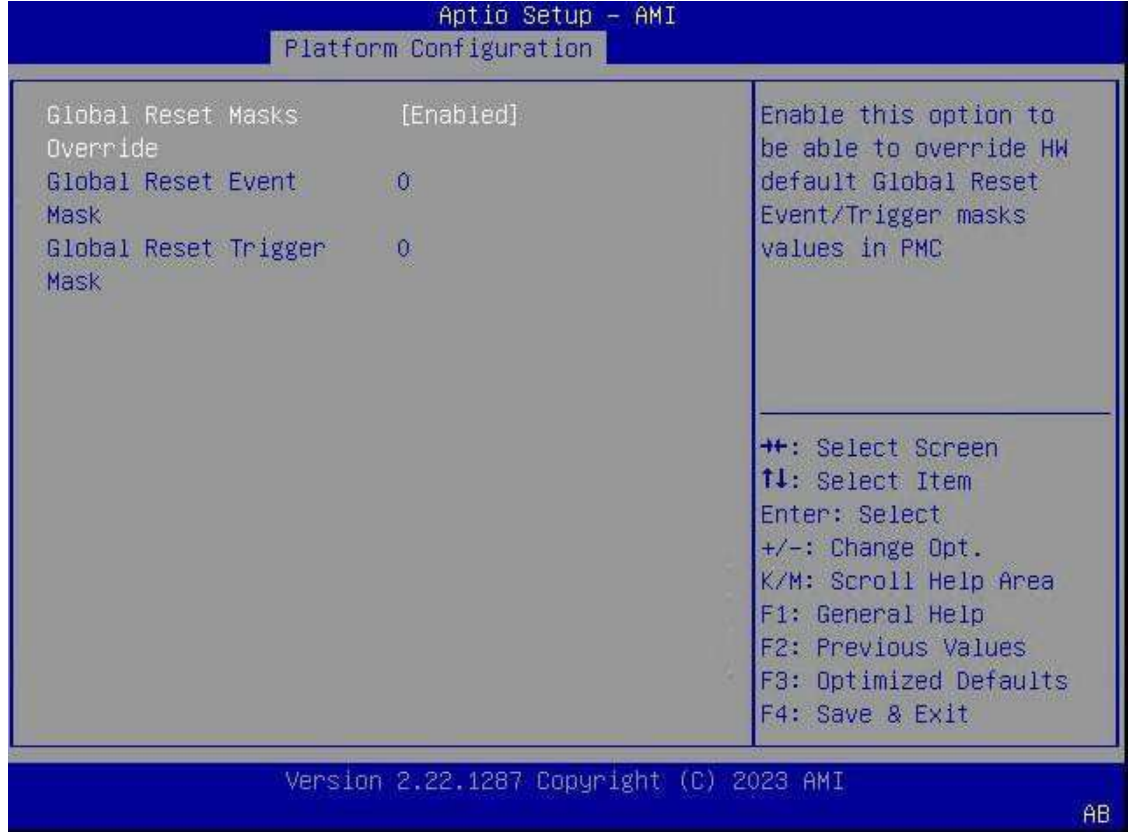 Aptio Setup – AMI
Platform Configuration
Global Reset Masks [Enabled]
Override
Global Reset Event 0
Mask
Global Reset Trigger 0
Mask
Enable this option to
be able to override HW
default Global Reset
Event/Trigger masks
values in PMC
→←: Select Screen
↑↓: Select Item
Enter: Select
+/-: Change Opt.
K/M: Scroll Help Area
F1: General Help
F2: Previous Values
F3: Optimized Defaults
F4: Save & Exit
Version 2.22.1287 Copyright (C) 2023 AMI
AB